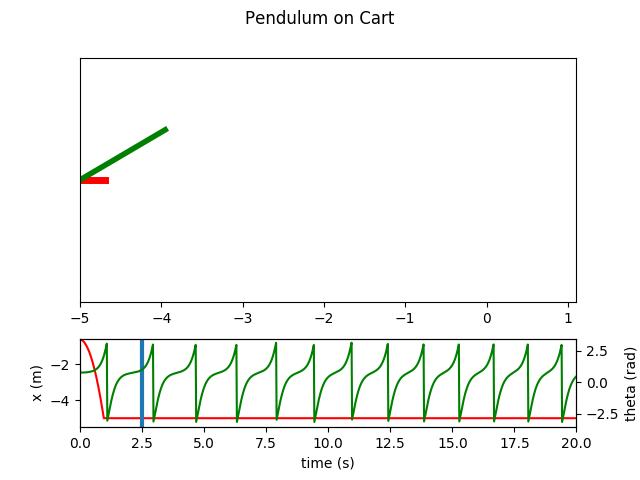 Pendulum on Cart
−5 −4 −3 −2 −1 0 1
x (m)
−2
−4
2.5
0.0
−2.5
theta (rad)
0.0 2.5 5.0 7.5 10.0 12.5 15.0 17.5 20.0
time (s)